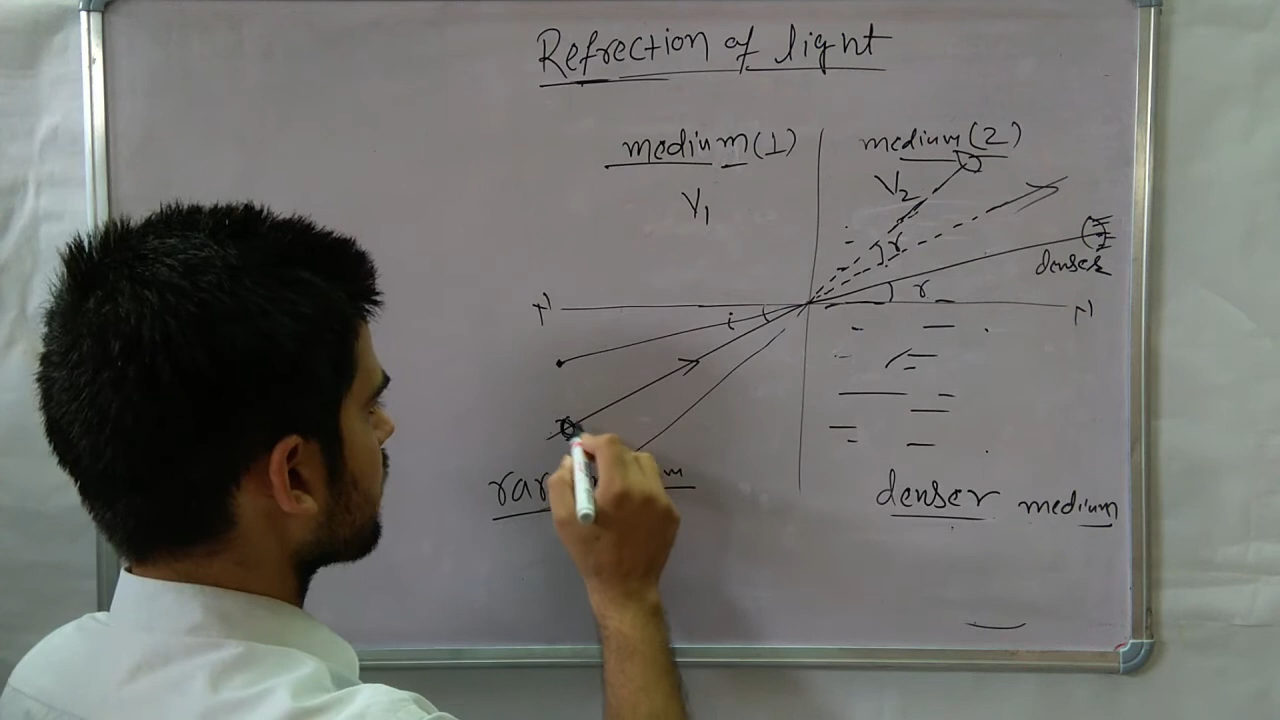 Refrection of light
medium(1) medium(2)
V1 V2
r
denser
N N
i r
denser medium